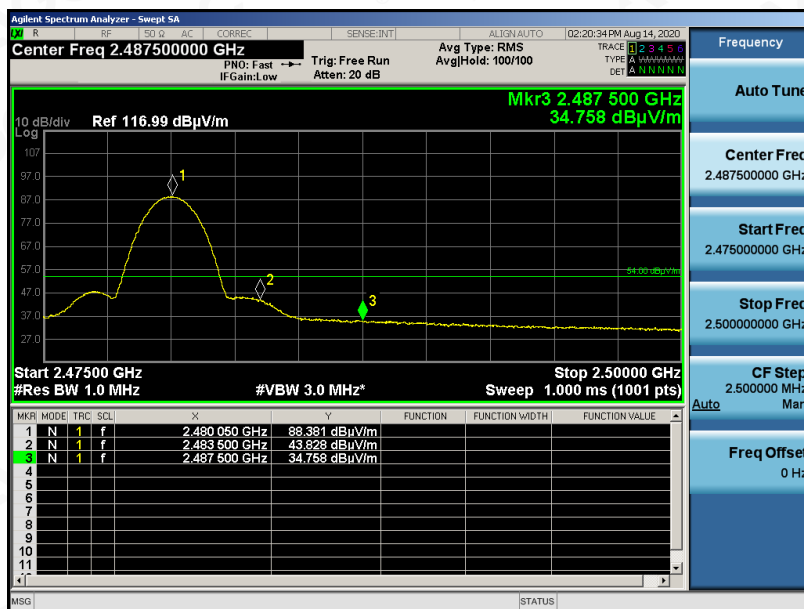 Agilent Spectrum Analyzer - Swept SA
LXI R RF 50 Ω AC CORREC SENSE:INT ALIGN AUTO 02:20:34 PM Aug 14, 2020
Center Freq 2.487500000 GHz
PNO: Fast
IFGain:Low
Trig: Free Run
Atten: 20 dB
Avg Type: RMS
Avg|Hold: 100/100
TRACE 1 2 3 4 5 6
TYPE A WWWWW
DET A N N N N N
Mkr3 2.487 500 GHz
34.758 dBµV/m
10 dB/div Ref 116.99 dBµV/m
Log
107
97.0
87.0
77.0
67.0
57.0
47.0
37.0
27.0
1
2
3
54.00 dBµV/m
Start 2.47500 GHz Stop 2.50000 GHz
#Res BW 1.0 MHz #VBW 3.0 MHz* Sweep 1.000 ms (1001 pts)
MKR MODE TRC SCL X Y FUNCTION FUNCTION WIDTH FUNCTION VALUE
1 N 1 f 2.480 050 GHz 88.381 dBµV/m
2 N 1 f 2.483 500 GHz 43.828 dBµV/m
3 N 1 f 2.487 500 GHz 34.758 dBµV/m
4
5
6
7
8
9
10
11
MSG STATUS
Frequency
Auto Tune
Center Freq
2.487500000 GHz
Start Freq
2.475000000 GHz
Stop Freq
2.500000000 GHz
CF Step
2.500000 MHz
Auto Man
Freq Offset
0 Hz